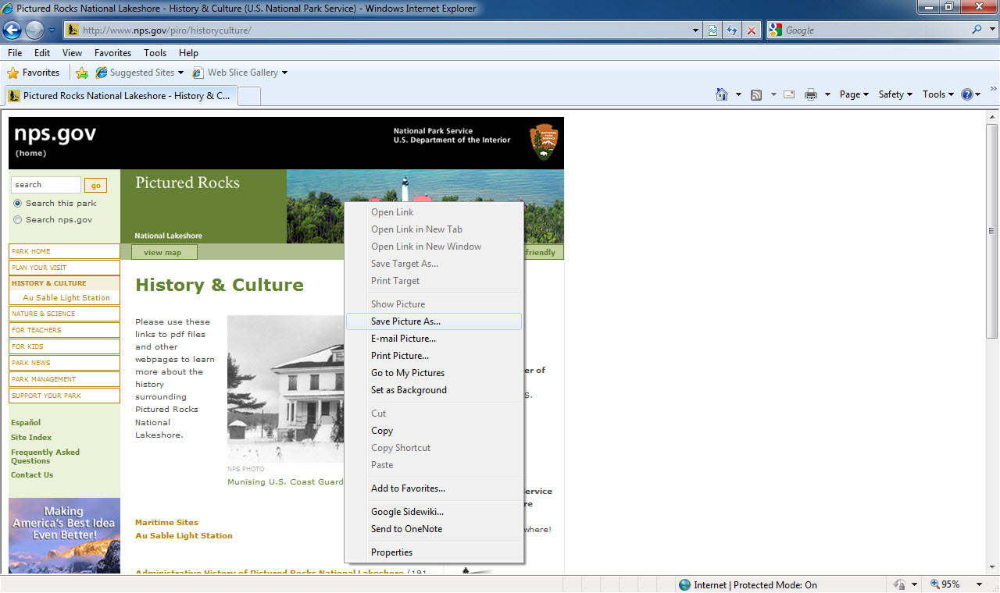 Pictured Rocks National Lakeshore - History & Culture (U.S. National Park Service) - Windows Internet Explorer
http://www.nps.gov/piro/historyculture/
Google
File Edit View Favorites Tools Help
Favorites Suggested Sites Web Slice Gallery
Pictured Rocks National Lakeshore - History & C...
Page Safety Tools
nps.gov
(home)
National Park Service
U.S. Department of the Interior
search go
Search this park
Search nps.gov
Pictured Rocks
National Lakeshore
view map
friendly
PARK HOME
PLAN YOUR VISIT
HISTORY & CULTURE
Au Sable Light Station
NATURE & SCIENCE
FOR TEACHERS
FOR KIDS
PARK NEWS
PARK MANAGEMENT
SUPPORT YOUR PARK
Español
Site Index
Frequently Asked
Questions
Contact Us
Making
America's Best Idea
Even Better!
History & Culture
Please use these
links to pdf files
and other
webpages to learn
more about the
history
surrounding
Pictured Rocks
National
Lakeshore.
NPS PHOTO
Munising U.S. Coast Guard
Maritime Sites
Au Sable Light Station
Administrative History of Pictured Rocks National Lakeshore (191
Open Link
Open Link in New Tab
Open Link in New Window
Save Target As...
Print Target
Show Picture
Save Picture As...
E-mail Picture...
Print Picture...
Go to My Pictures
Set as Background
Cut
Copy
Copy Shortcut
Paste
Add to Favorites...
Google Sidewiki...
Send to OneNote
Properties
er of
S.
ervice
re
where!
Internet | Protected Mode: On
95%